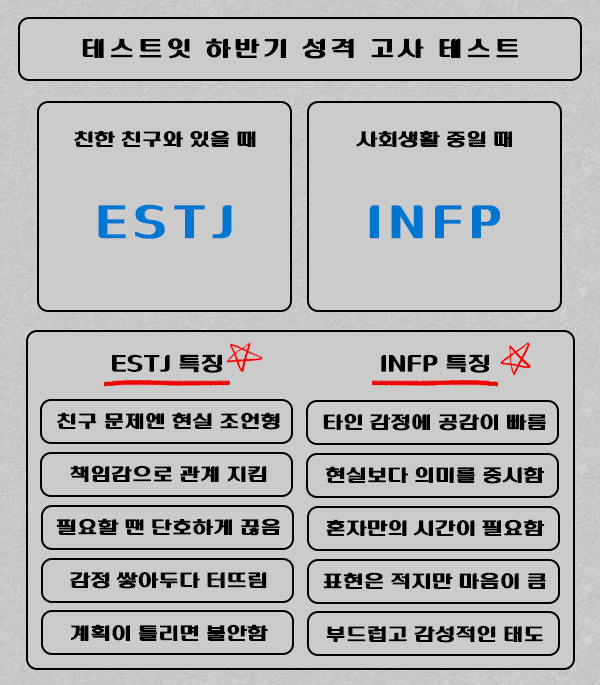 테스트잇 하반기 성격 고사 테스트
친한 친구와 있을 때
ESTJ
사회생활 중일 때
INFP
ESTJ 특징
친구 문제엔 현실 조언형
책임감으로 관계 지킴
필요할 땐 단호하게 끊음
감정 쌓아두다 터뜨림
계획이 틀리면 불안함
INFP 특징
타인 감정에 공감이 빠름
현실보다 의미를 중시함
혼자만의 시간이 필요함
표현은 적지만 마음이 큼
부드럽고 감성적인 태도